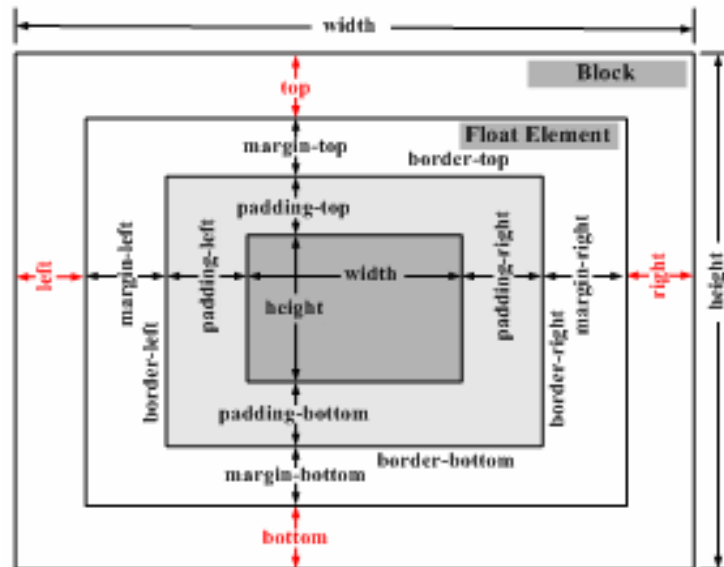 width
Block
top
Float Element
margin-top
border-top
padding-top
left
margin-left
padding-left
width
padding-right
margin-right
right
height
height
border-left
border-right
padding-bottom
border-bottom
margin-bottom
bottom